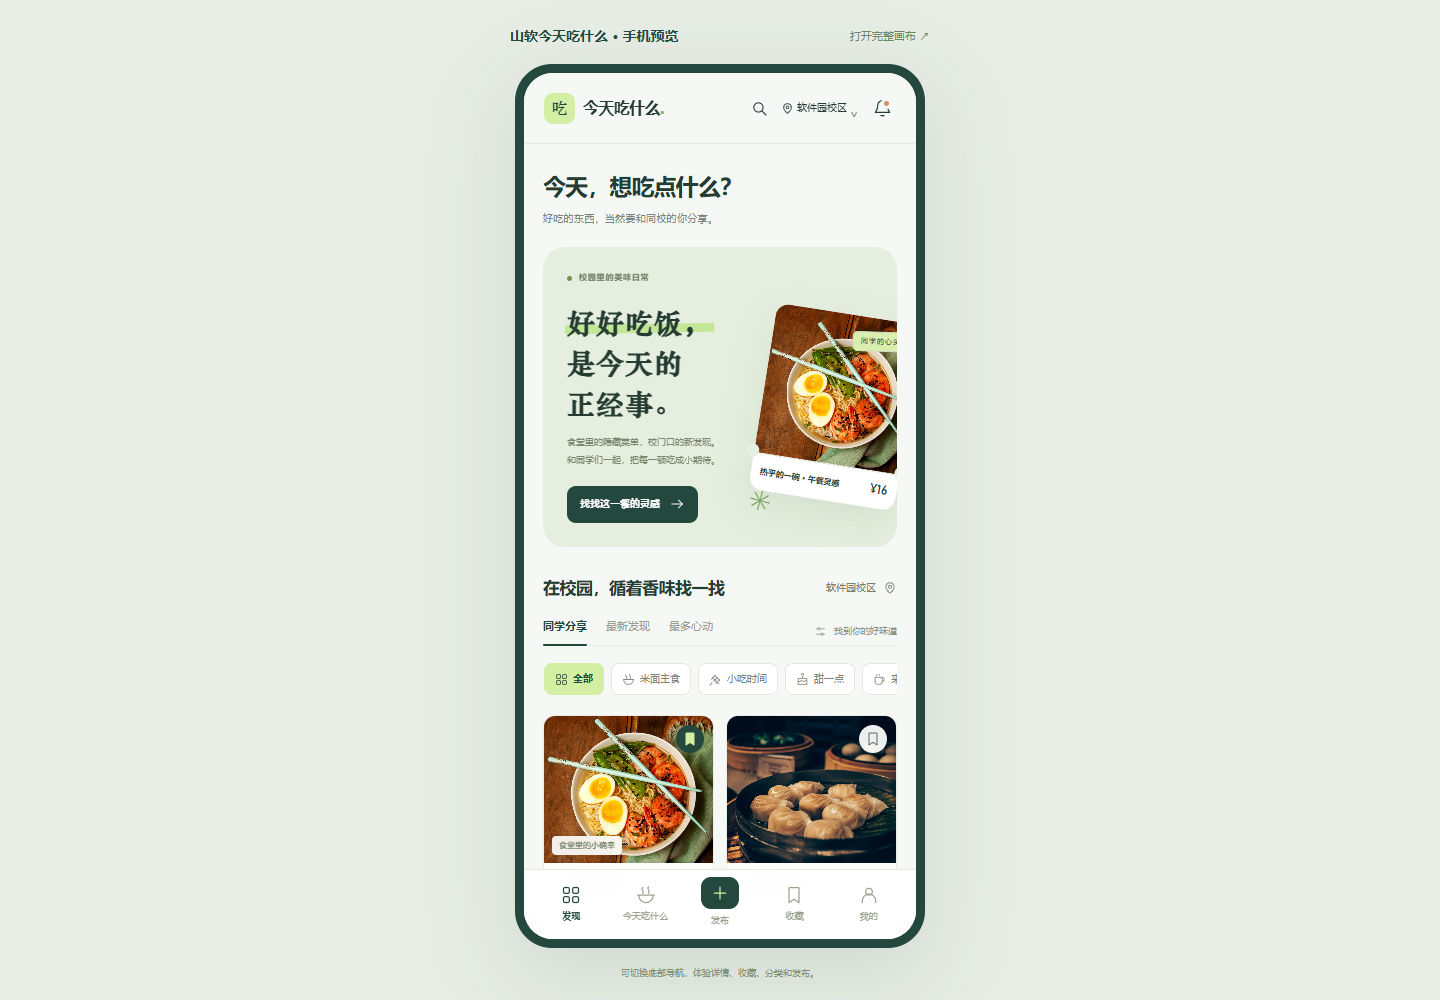 山软今天吃什么 • 手机预览
打开完整画布 ↗
吃
今天吃什么.
软件园校区
今天，想吃点什么？
好吃的东西，当然要和同校的你分享。
校园里的美味日常
好好吃饭，
是今天的
正经事。
食堂里的隐藏菜单，校门口的新发现。
和同学们一起，把每一顿吃成小期待。
找找这一餐的灵感 →
同学的心头
热乎的一碗 • 午餐灵感
¥16
在校园，循着香味找一找
软件园校区
同学分享
最新发现
最多心动
找到你的好味道
全部
米面主食
小吃时间
甜一点
食堂里的小确幸
发现
今天吃什么
发布
收藏
我的
可切换底部导航，体验详情、收藏、分类和发布。